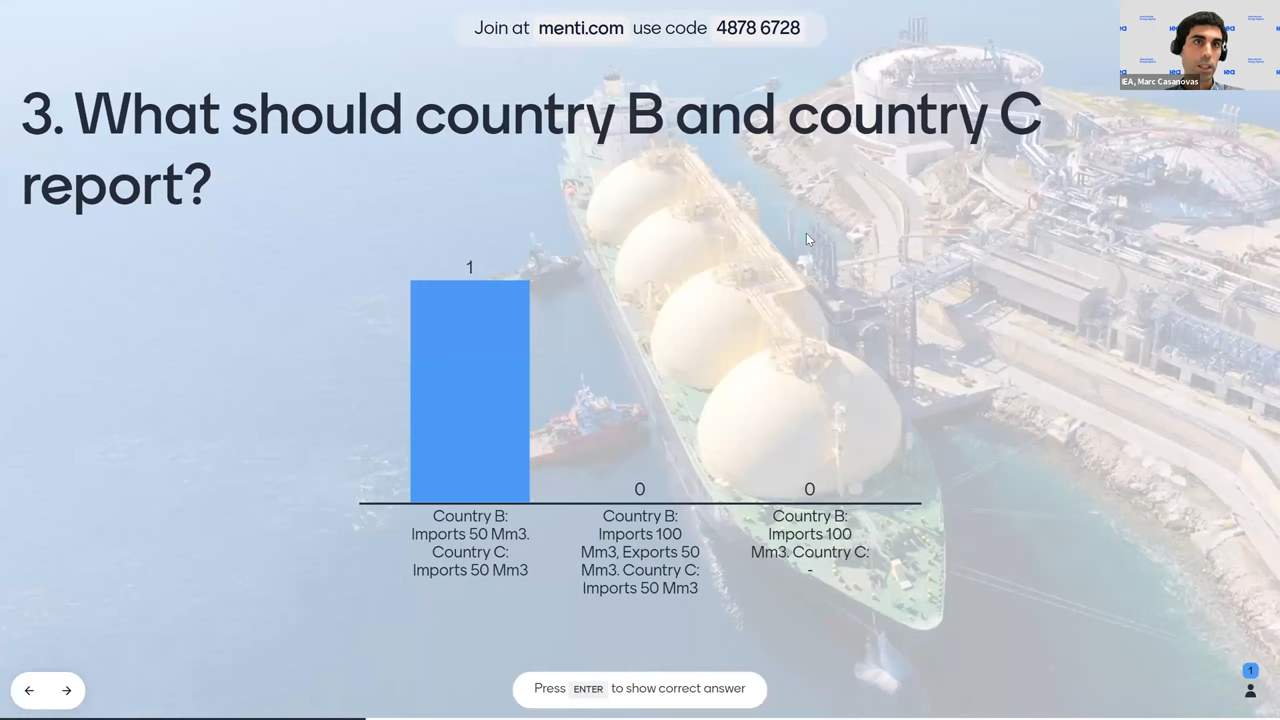 Join at menti.com use code 4878 6728
IEA, Marc Casanovas
3. What should country B and country C
report?
1
0
0
Country B:
Imports 50 Mm3.
Country C:
Imports 50 Mm3
Country B:
Imports 100
Mm3, Exports 50
Mm3. Country C:
Imports 50 Mm3
Country B:
Imports 100
Mm3. Country C:
-
Press ENTER to show correct answer
1